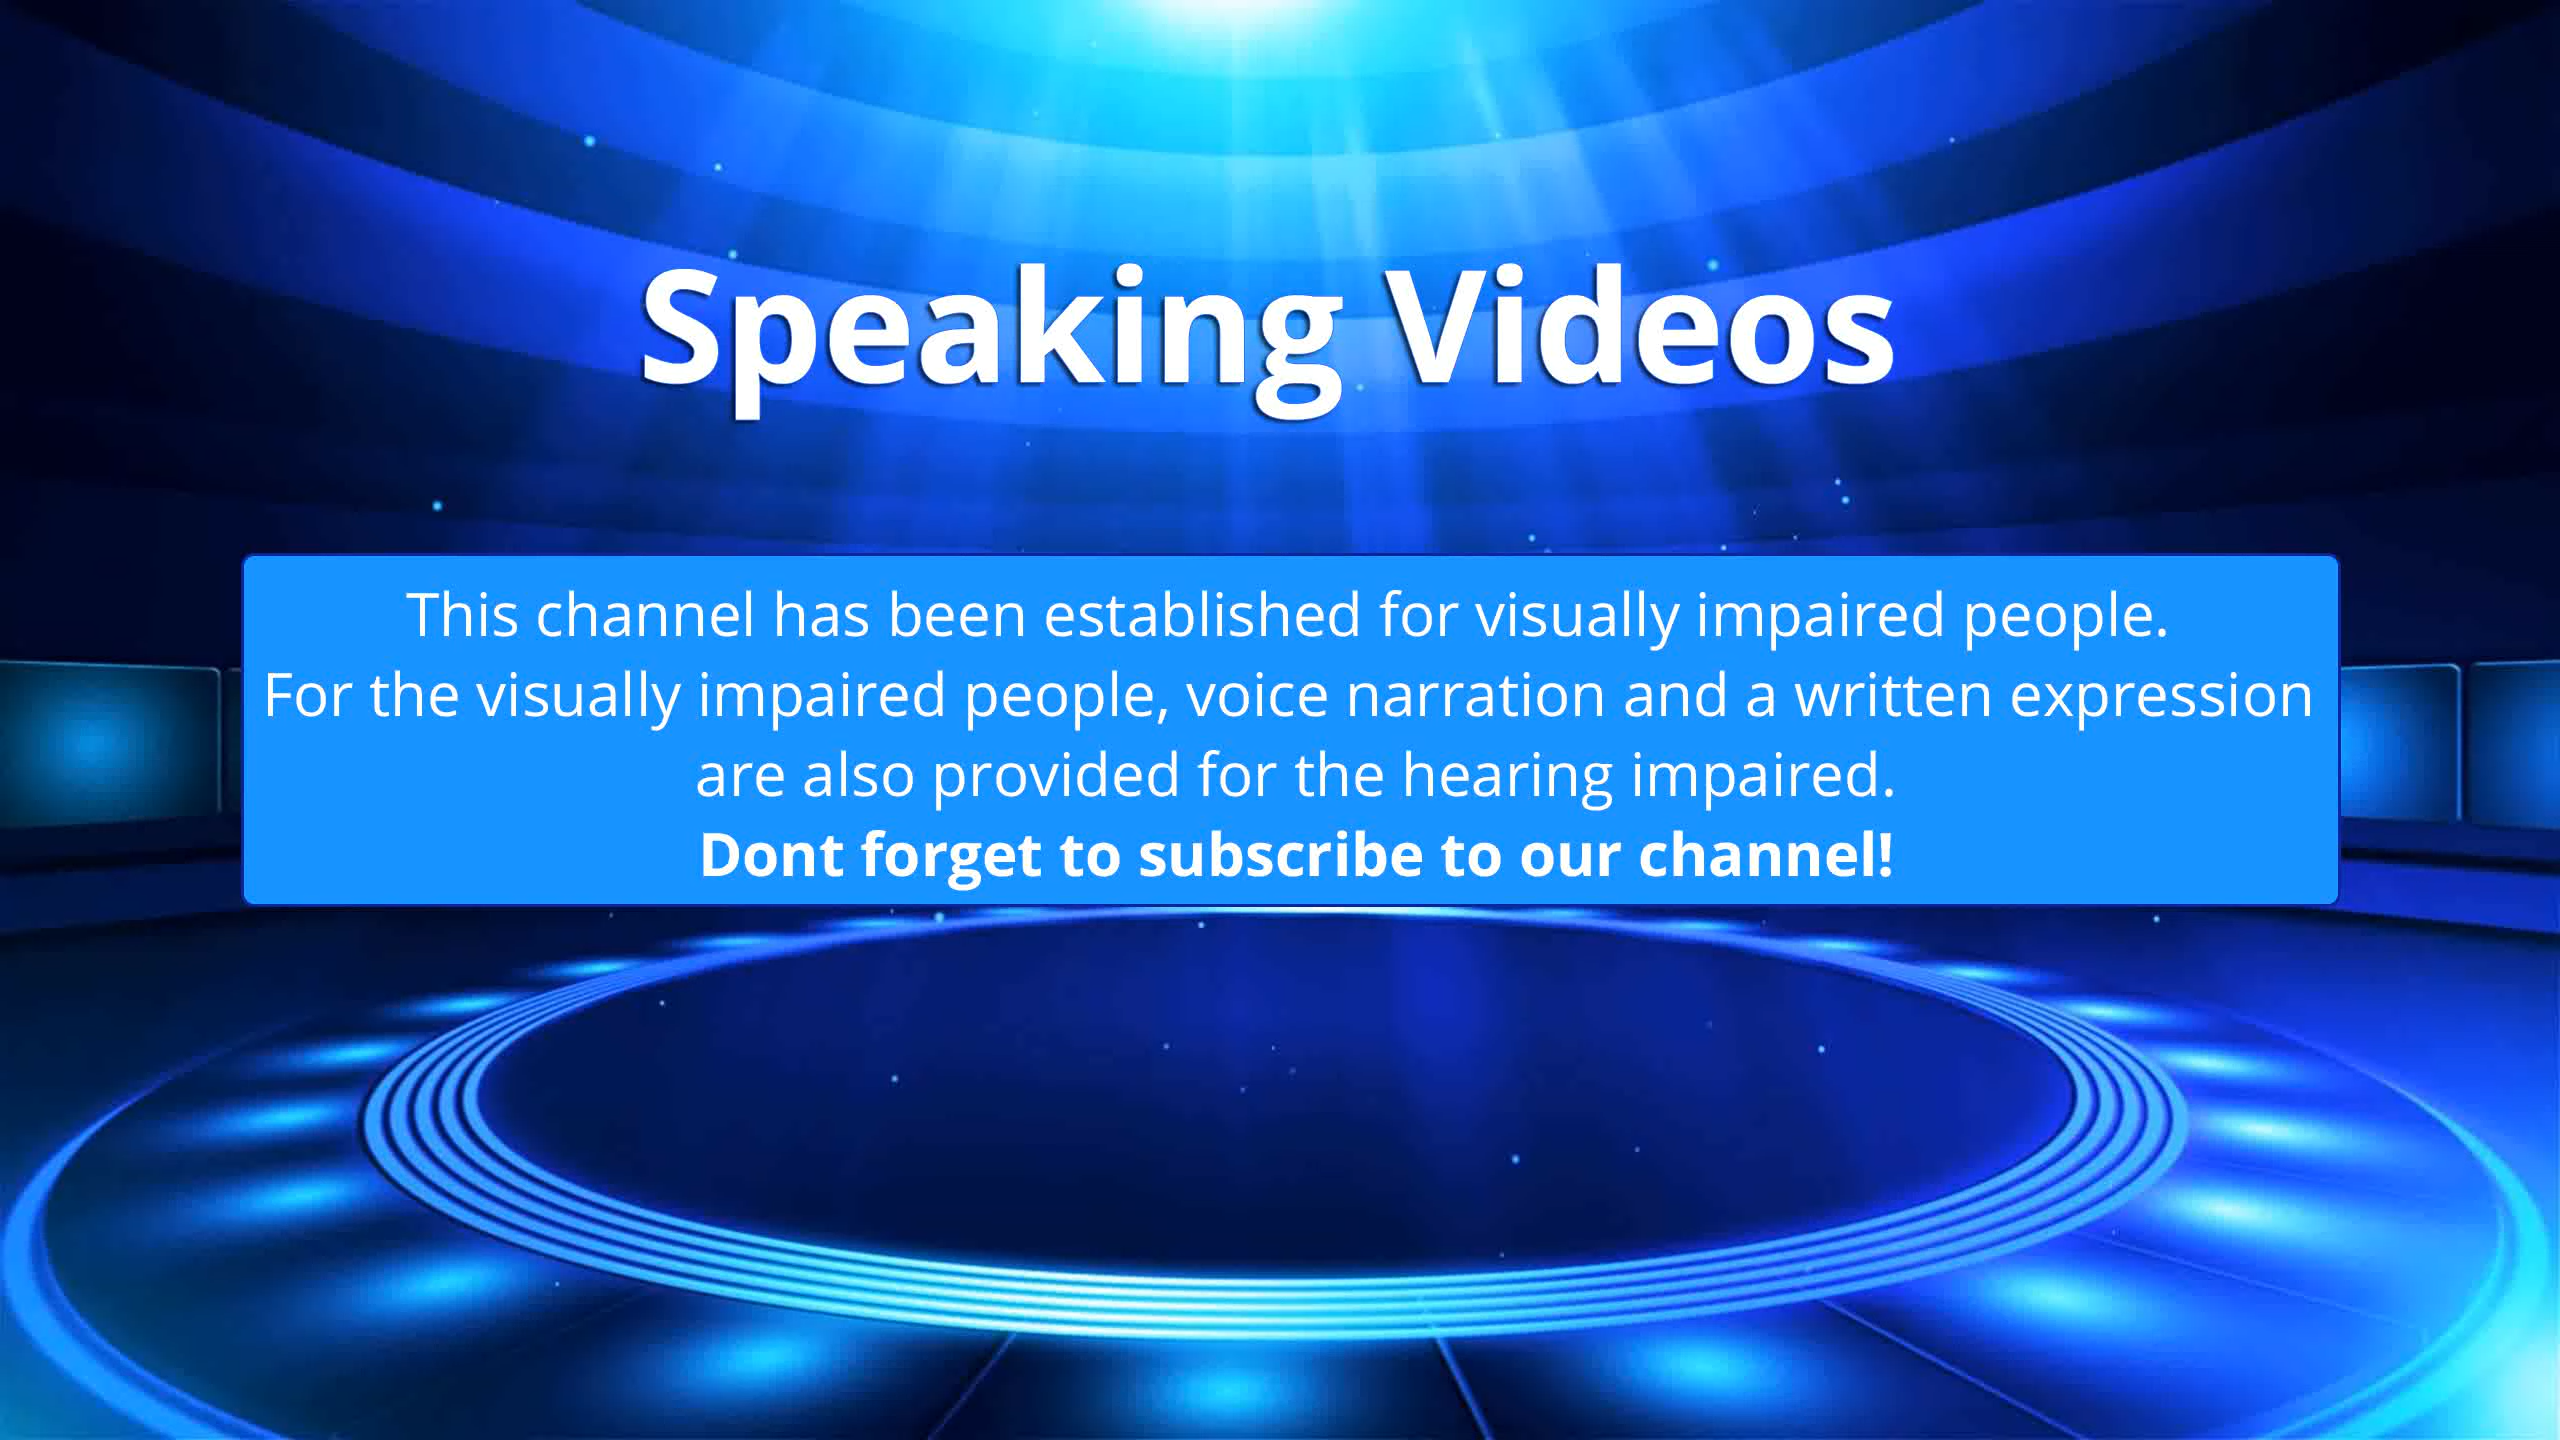 Speaking Videos
This channel has been established for visually impaired people.
For the visually impaired people, voice narration and a written expression
are also provided for the hearing impaired.
Dont forget to subscribe to our channel!